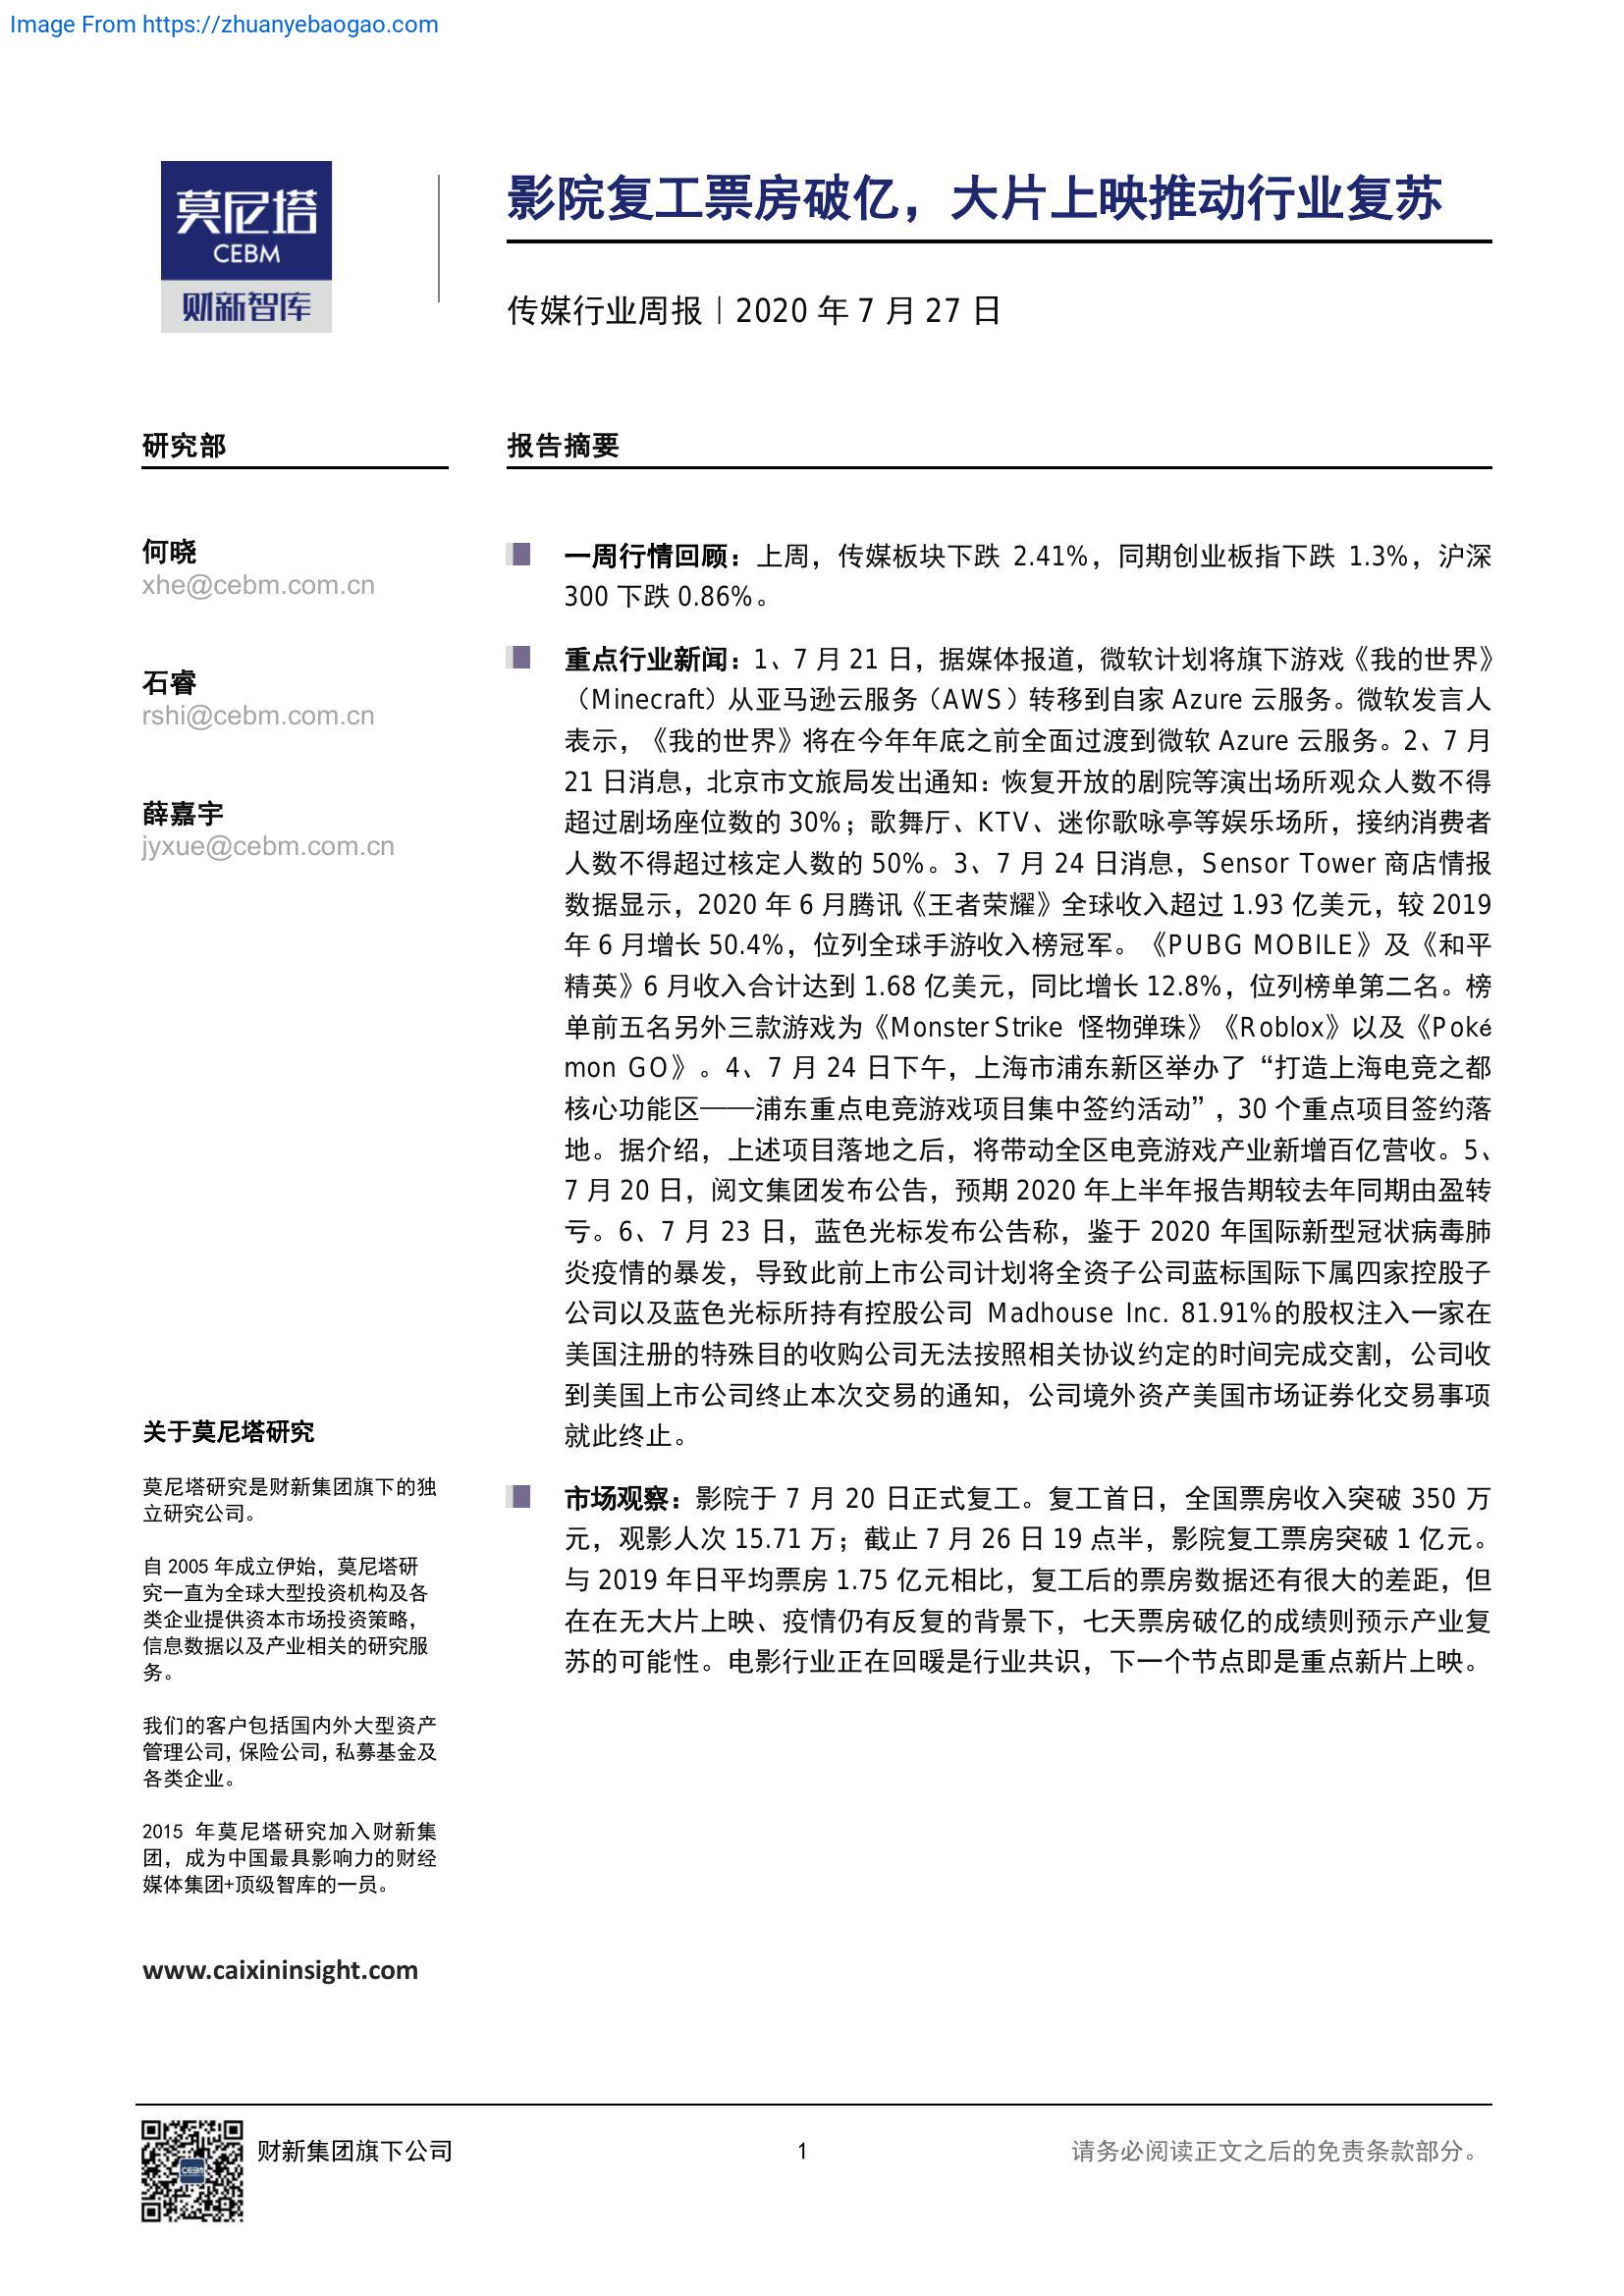 Image From https://zhuanyebaogao.com
莫尼塔
CEBM
财新智库
影院复工票房破亿，大片上映推动行业复苏
传媒行业周报｜2020 年 7 月 27 日
研究部
何晓
xhe@cebm.com.cn
石睿
rshi@cebm.com.cn
薛嘉宇
jyxue@cebm.com.cn
关于莫尼塔研究
莫尼塔研究是财新集团旗下的独
立研究公司。
自 2005 年成立伊始，莫尼塔研
究一直为全球大型投资机构及各
类企业提供资本市场投资策略，
信息数据以及产业相关的研究服
务。
我们的客户包括国内外大型资产
管理公司，保险公司，私募基金及
各类企业。
2015 年莫尼塔研究加入财新集
团，成为中国最具影响力的财经
媒体集团+顶级智库的一员。
www.caixininsight.com
报告摘要
一周行情回顾：上周，传媒板块下跌 2.41%，同期创业板指下跌 1.3%，沪深
300 下跌 0.86%。
重点行业新闻：1、7 月 21 日，据媒体报道，微软计划将旗下游戏《我的世界》
（Minecraft）从亚马逊云服务（AWS）转移到自家 Azure 云服务。微软发言人
表示，《我的世界》将在今年年底之前全面过渡到微软 Azure 云服务。2、7 月
21 日消息，北京市文旅局发出通知：恢复开放的剧院等演出场所观众人数不得
超过剧场座位数的 30%；歌舞厅、KTV、迷你歌咏亭等娱乐场所，接纳消费者
人数不得超过核定人数的 50%。3、7 月 24 日消息，Sensor Tower 商店情报
数据显示，2020 年 6 月腾讯《王者荣耀》全球收入超过 1.93 亿美元，较 2019
年 6 月增长 50.4%，位列全球手游收入榜冠军。《PUBG MOBILE》及《和平
精英》6 月收入合计达到 1.68 亿美元，同比增长 12.8%，位列榜单第二名。榜
单前五名另外三款游戏为《Monster Strike 怪物弹珠》《Roblox》以及《Poké
mon GO》。4、7 月 24 日下午，上海市浦东新区举办了“打造上海电竞之都
核心功能区——浦东重点电竞游戏项目集中签约活动”，30 个重点项目签约落
地。据介绍，上述项目落地之后，将带动全区电竞游戏产业新增百亿营收。5、
7 月 20 日，阅文集团发布公告，预期 2020 年上半年报告期较去年同期由盈转
亏。6、7 月 23 日，蓝色光标发布公告称，鉴于 2020 年国际新型冠状病毒肺
炎疫情的暴发，导致此前上市公司计划将全资子公司蓝标国际下属四家控股子
公司以及蓝色光标所持有控股公司 Madhouse Inc. 81.91%的股权注入一家在
美国注册的特殊目的收购公司无法按照相关协议约定的时间完成交割，公司收
到美国上市公司终止本次交易的通知，公司境外资产美国市场证券化交易事项
就此终止。
市场观察：影院于 7 月 20 日正式复工。复工首日，全国票房收入突破 350 万
元，观影人次 15.71 万；截止 7 月 26 日 19 点半，影院复工票房突破 1 亿元。
与 2019 年日平均票房 1.75 亿元相比，复工后的票房数据还有很大的差距，但
在在无大片上映、疫情仍有反复的背景下，七天票房破亿的成绩则预示产业复
苏的可能性。电影行业正在回暖是行业共识，下一个节点即是重点新片上映。
CEBM
财新集团旗下公司
1
请务必阅读正文之后的免责条款部分。